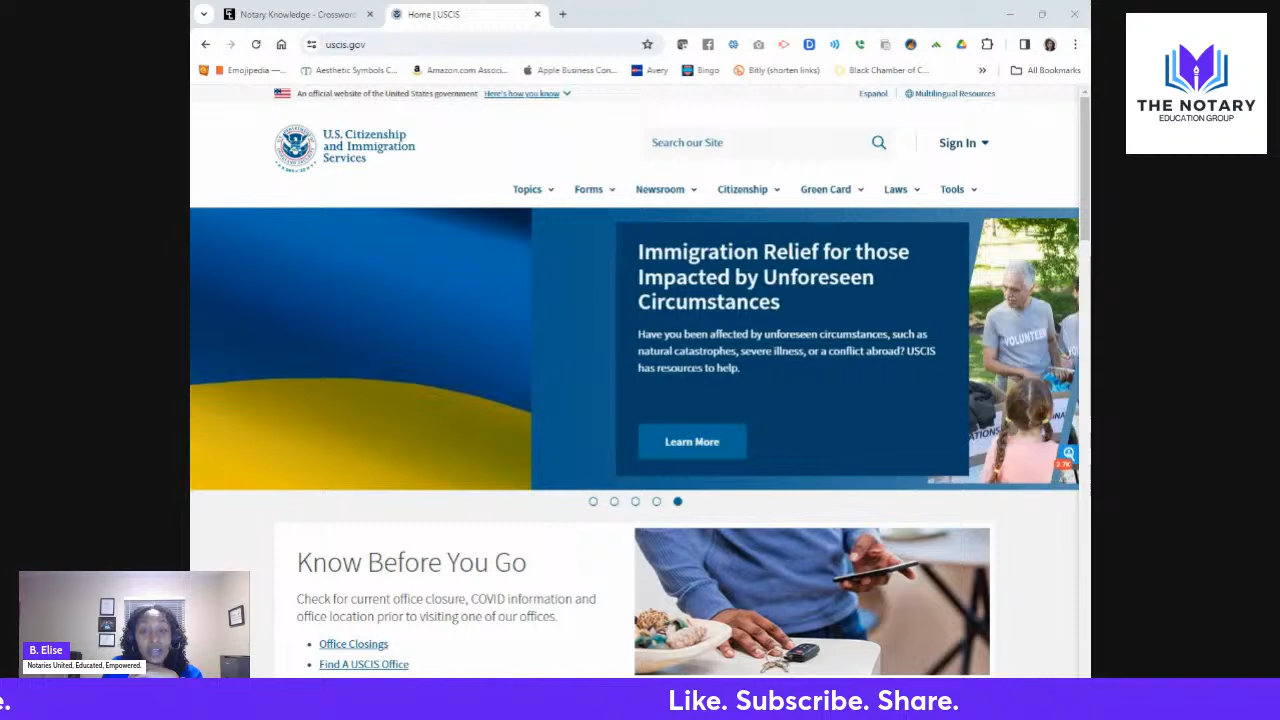 Notary Knowledge - Crossword
Home | USCIS
uscis.gov
Emojipedia —...
Aesthetic Symbols C...
Amazon.com Associ...
Apple Business Con...
Avery
Bingo
Bitly (shorten links)
Black Chamber of C...
All Bookmarks
An official website of the United States government Here's how you know
Español
Multilingual Resources
U.S. Citizenship
and Immigration
Services
Search our Site
Sign In
Topics
Forms
Newsroom
Citizenship
Green Card
Laws
Tools
Immigration Relief for those
Impacted by Unforeseen
Circumstances
Have you been affected by unforeseen circumstances, such as
natural catastrophes, severe illness, or a conflict abroad? USCIS
has resources to help.
Learn More
VOLUNTEER
2.7K
Know Before You Go
Check for current office closure, COVID information and
office location prior to visiting one of our offices.
Office Closings
Find A USCIS Office
THE NOTARY
EDUCATION GROUP
B. Elise
Notaries United, Educated, Empowered.
e.
Like. Subscribe. Share.